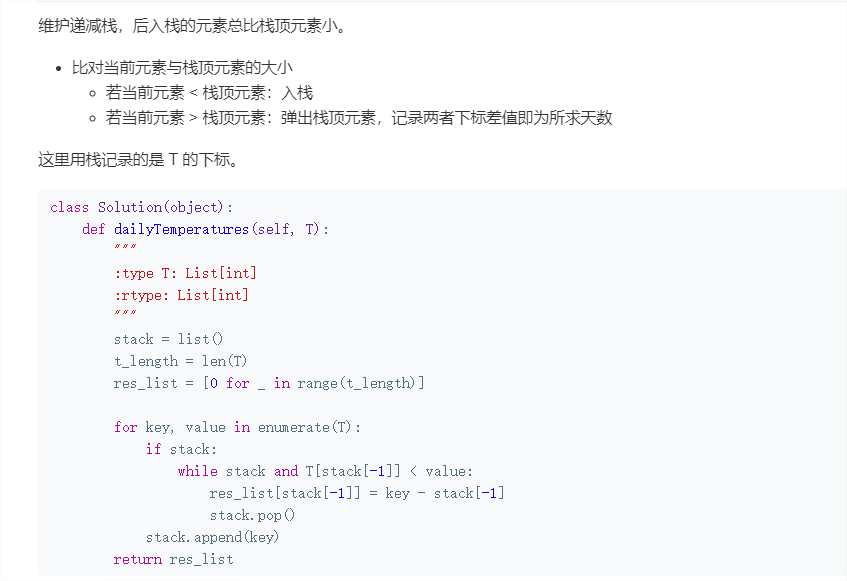 维护递减栈，后入栈的元素总比栈顶元素小。
• 比对当前元素与栈顶元素的大小
◦ 若当前元素 < 栈顶元素：入栈
◦ 若当前元素 > 栈顶元素：弹出栈顶元素，记录两者下标差值即为所求天数
这里用栈记录的是 T 的下标。
class Solution(object):
    def dailyTemperatures(self, T):
        """
        :type T: List[int]
        :rtype: List[int]
        """
        stack = list()
        t_length = len(T)
        res_list = [0 for _ in range(t_length)]

        for key, value in enumerate(T):
            if stack:
                while stack and T[stack[-1]] < value:
                    res_list[stack[-1]] = key - stack[-1]
                    stack.pop()
            stack.append(key)
        return res_list